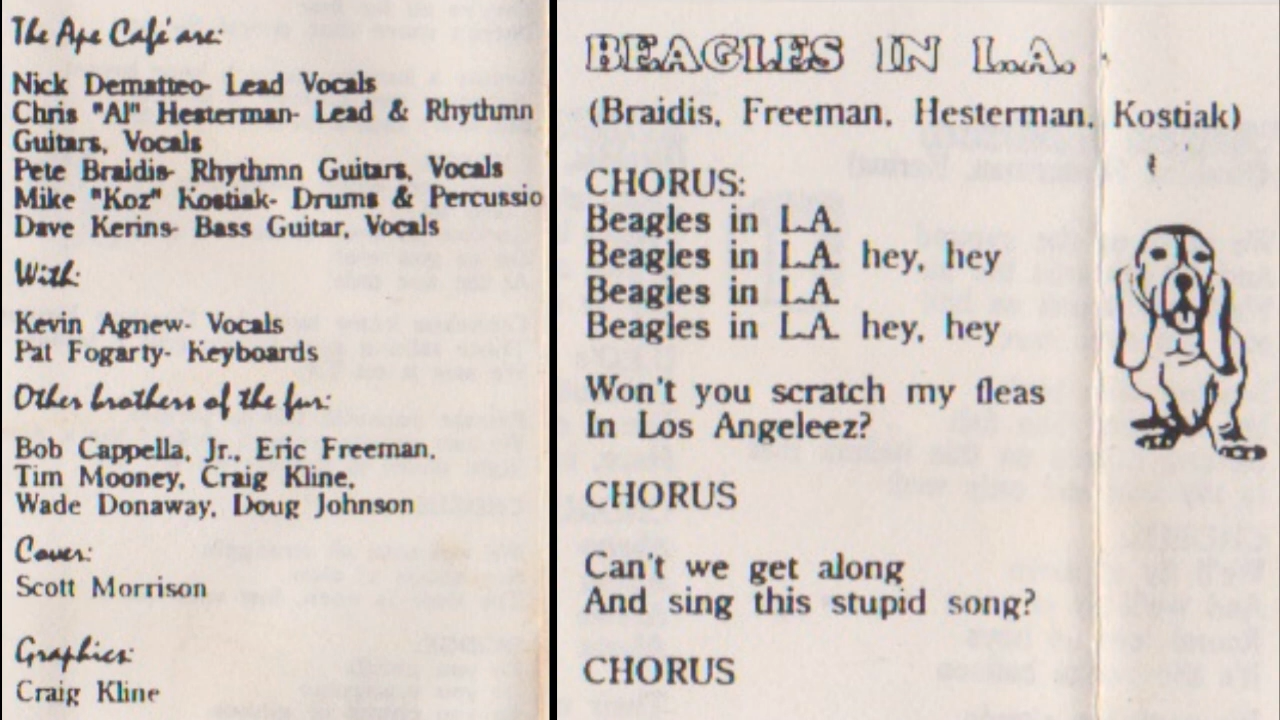 The Ape Café are:
Nick Dematteo- Lead Vocals
Chris "Al" Hesterman- Lead & Rhythmn
Guitars, Vocals
Pete Braidis- Rhythmn Guitars, Vocals
Mike "Koz" Kostiak- Drums & Percussio
Dave Kerins- Bass Guitar, Vocals
With:
Kevin Agnew- Vocals
Pat Fogarty- Keyboards
Other brothers of the fur:
Bob Cappella, Jr., Eric Freeman,
Tim Mooney, Craig Kline,
Wade Donaway, Doug Johnson
Cover:
Scott Morrison
Graphics:
Craig Kline
BEAGLES IN L.A.
(Braidis, Freeman, Hesterman, Kostiak)
CHORUS:
Beagles in L.A.
Beagles in L.A. hey, hey
Beagles in L.A.
Beagles in L.A. hey, hey
Won't you scratch my fleas
In Los Angeleez?
CHORUS
Can't we get along
And sing this stupid song?
CHORUS